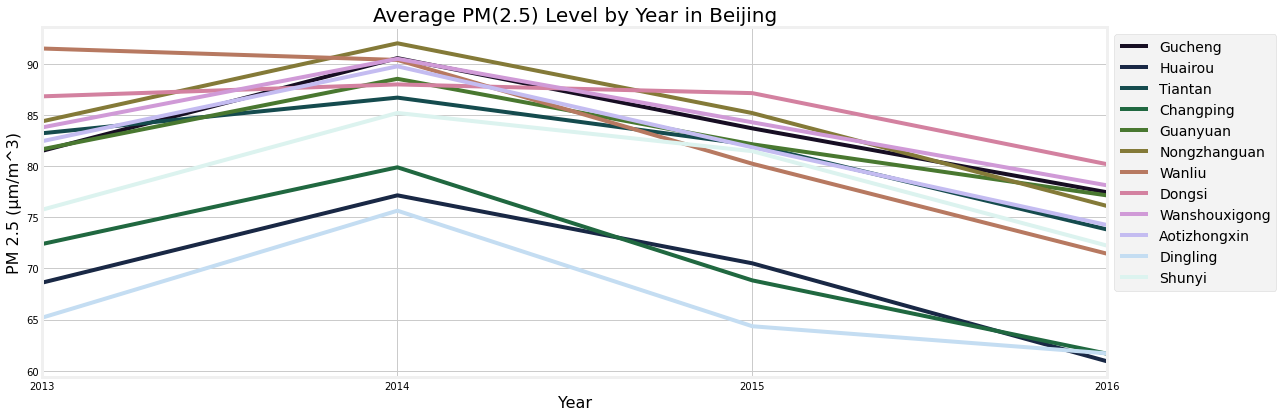 Average PM(2.5) Level by Year in Beijing
PM 2.5 (μm/m^3)
90
85
80
75
70
65
60
2013
2014
2015
2016
Year
Gucheng
Huairou
Tiantan
Changping
Guanyuan
Nongzhanguan
Wanliu
Dongsi
Wanshouxigong
Aotizhongxin
Dingling
Shunyi